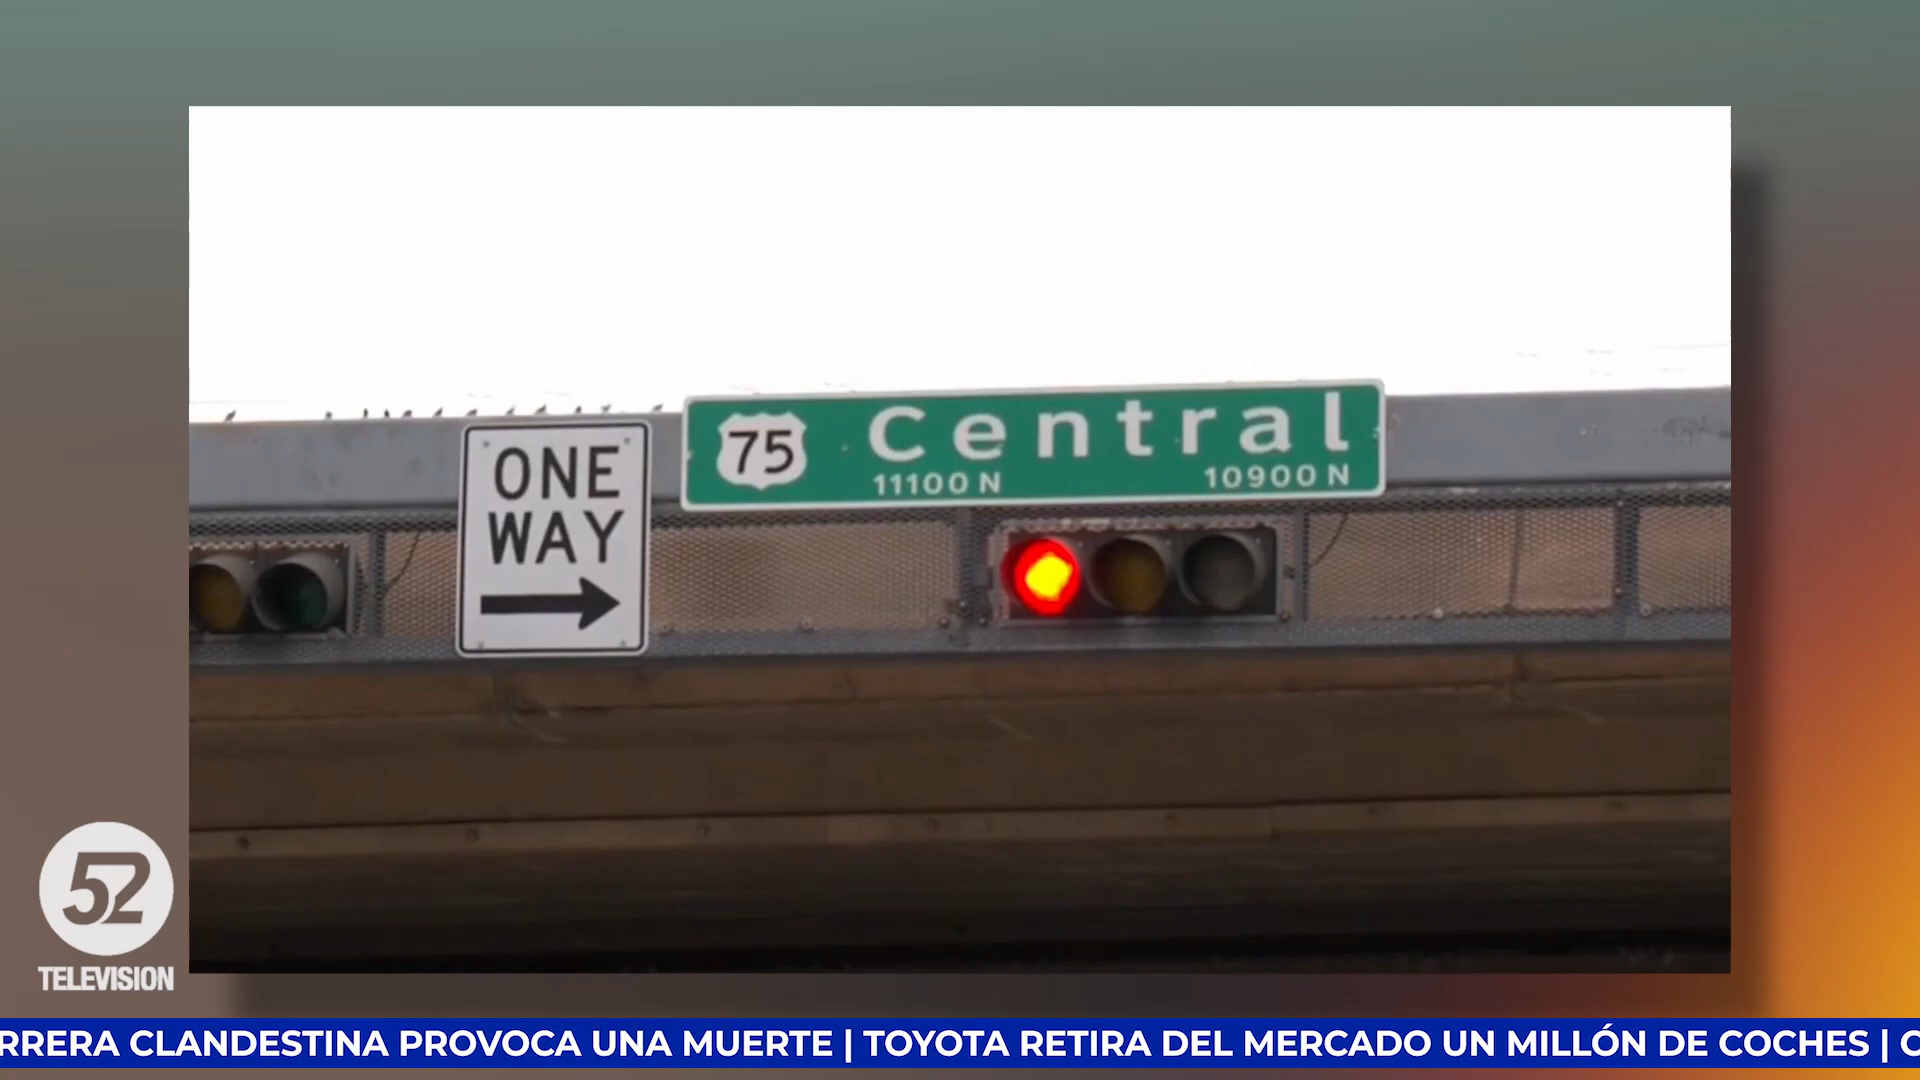 ONE
WAY
75 Central
11100 N 10900 N
52
TELEVISION
RRERA CLANDESTINA PROVOCA UNA MUERTE | TOYOTA RETIRA DEL MERCADO UN MILLÓN DE COCHES | C